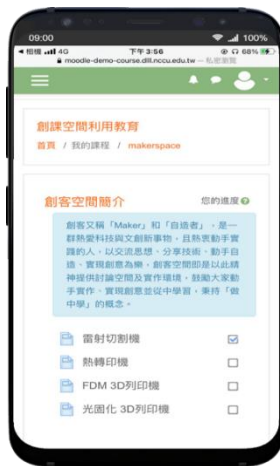 09:00
100%
相機 4G 下午 3:56 68%
moodle-demo-course.dlll.nccu.edu.tw — 私密瀏覽
創課空間利用教育
首頁 / 我的課程 / makerspace
創客空間簡介 您的進度
創客又稱「Maker」和「自造者」，是一
群熱愛科技與文創新事物，且熱衷動手實
踐的人，以交流思想、分享技術、動手自
造、實現創意為樂，創客空間即是以此精
神提供討論空間及實作環境，鼓勵大家動
手實作、實現創意並從中學習，秉持「做
中學」的概念。
雷射切割機
熱轉印機
FDM 3D列印機
光固化 3D列印機